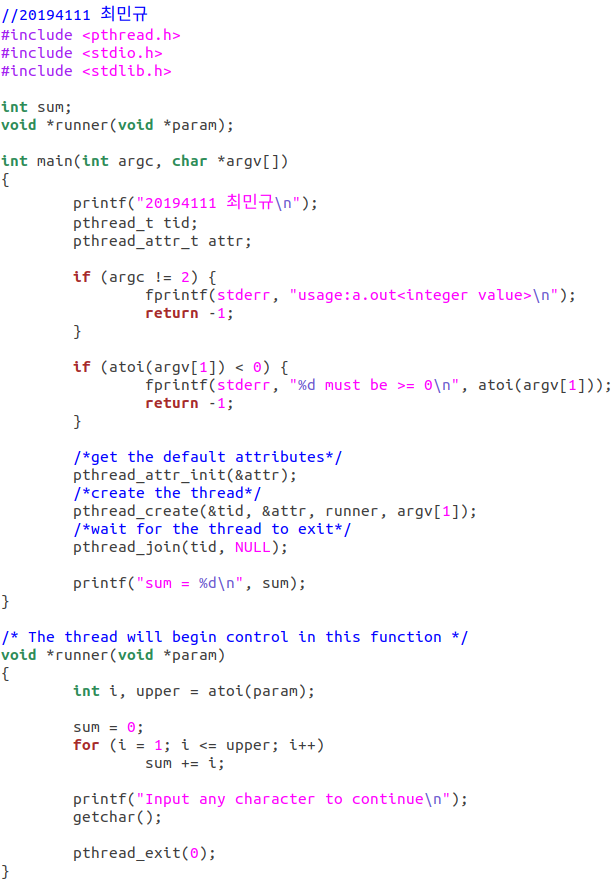 //20194111 최민규
#include <pthread.h>
#include <stdio.h>
#include <stdlib.h>

int sum;
void *runner(void *param);

int main(int argc, char *argv[])
{
        printf("20194111 최민규\n");
        pthread_t tid;
        pthread_attr_t attr;

        if (argc != 2) {
                fprintf(stderr, "usage:a.out<integer value>\n");
                return -1;
        }

        if (atoi(argv[1]) < 0) {
                fprintf(stderr, "%d must be >= 0\n", atoi(argv[1]));
                return -1;
        }

        /*get the default attributes*/
        pthread_attr_init(&attr);
        /*create the thread*/
        pthread_create(&tid, &attr, runner, argv[1]);
        /*wait for the thread to exit*/
        pthread_join(tid, NULL);

        printf("sum = %d\n", sum);
}

/* The thread will begin control in this function */
void *runner(void *param)
{
        int i, upper = atoi(param);

        sum = 0;
        for (i = 1; i <= upper; i++)
                sum += i;

        printf("Input any character to continue\n");
        getchar();

        pthread_exit(0);
}